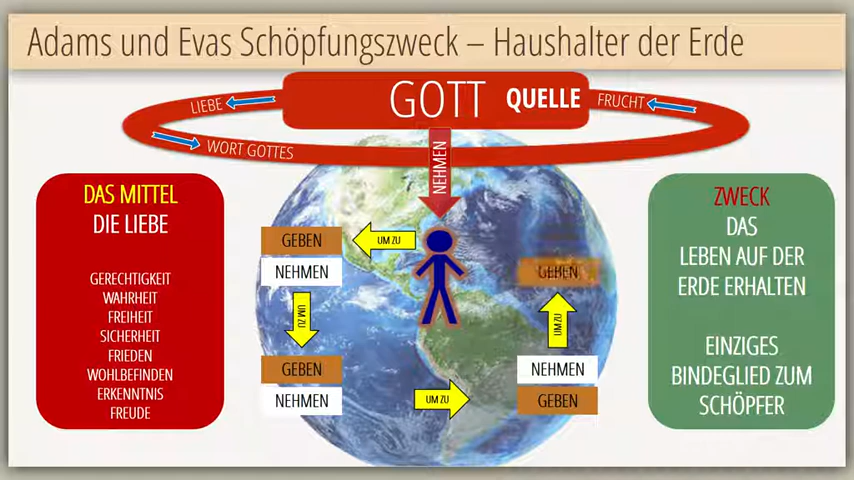 Adams und Evas Schöpfungszweck – Haushalter der Erde
GOTT QUELLE
LIEBE
FRUCHT
WORT GOTTES
NEHMEN
DAS MITTEL
DIE LIEBE
GERECHTIGKEIT
WAHRHEIT
FREIHEIT
SICHERHEIT
FRIEDEN
WOHLBEFINDEN
ERKENNTNIS
FREUDE
GEBEN
UM ZU
NEHMEN
UM ZU
GEBEN
NEHMEN
UM ZU
GEBEN
UM ZU
NEHMEN
GEBEN
ZWECK
DAS
LEBEN AUF DER
ERDE ERHALTEN
EINZIGES
BINDEGLIED ZUM
SCHÖPFER